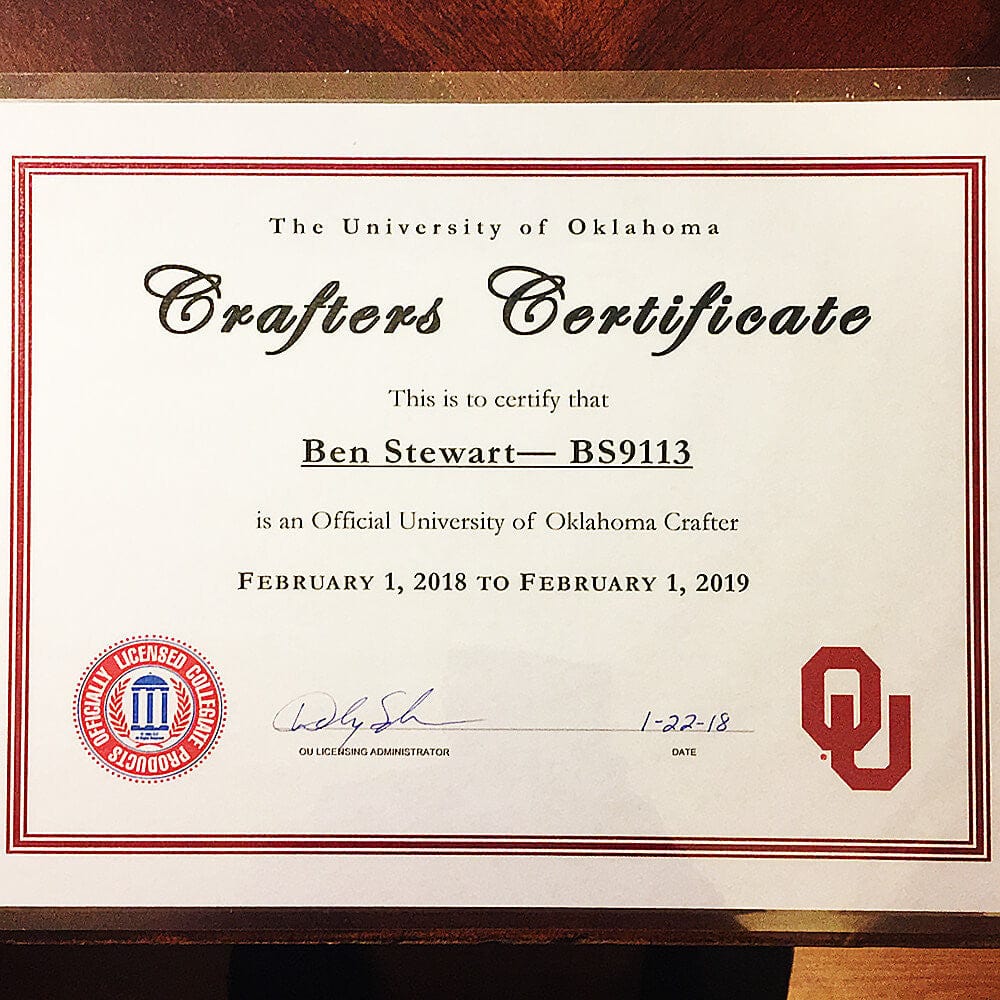 The University of Oklahoma
Crafters Certificate
This is to certify that
Ben Stewart— BS9113
is an Official University of Oklahoma Crafter
FEBRUARY 1, 2018 TO FEBRUARY 1, 2019
OFFICIALLY LICENSED COLLEGIATE PRODUCTS
1-22-18
OU LICENSING ADMINISTRATOR
DATE
OU